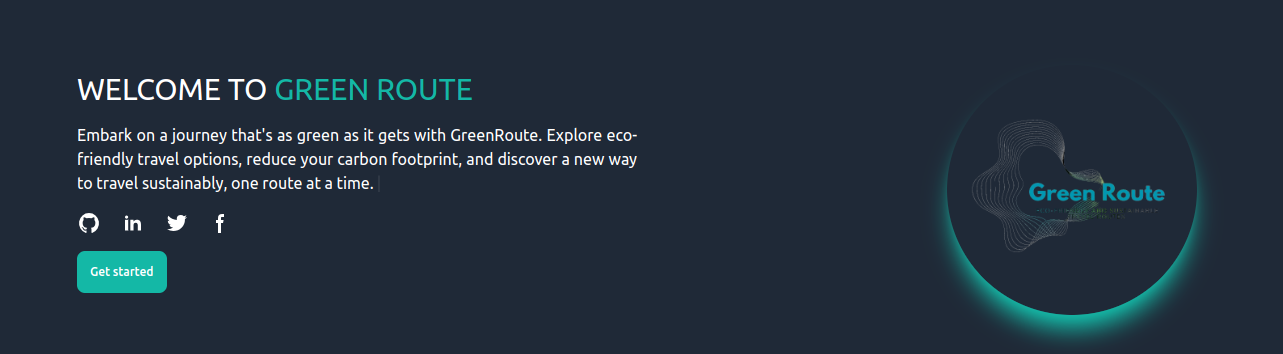 WELCOME TO GREEN ROUTE
Embark on a journey that's as green as it gets with GreenRoute. Explore eco-
friendly travel options, reduce your carbon footprint, and discover a new way
to travel sustainably, one route at a time.
Get started
Green Route